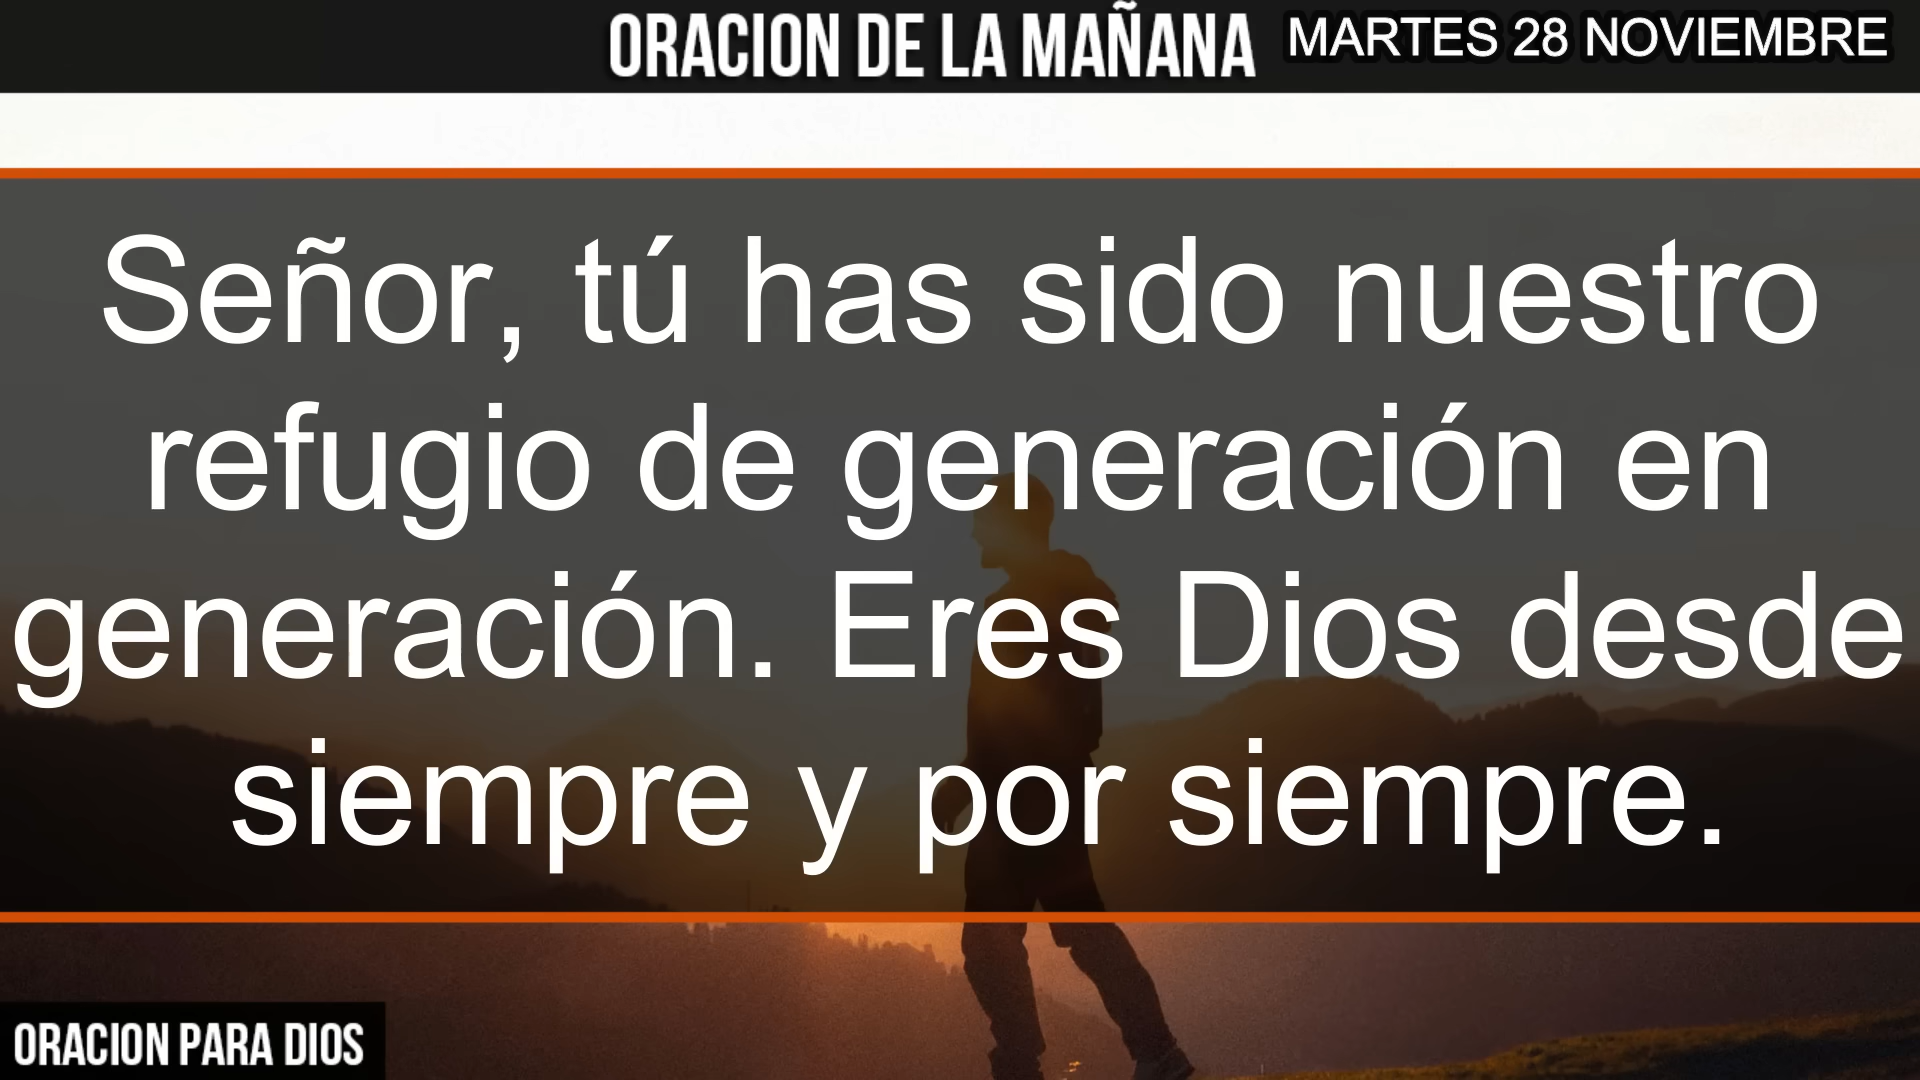 ORACION DE LA MAÑANA
MARTES 28 NOVIEMBRE
Señor, tú has sido nuestro
refugio de generación en
generación. Eres Dios desde
siempre y por siempre.
ORACION PARA DIOS